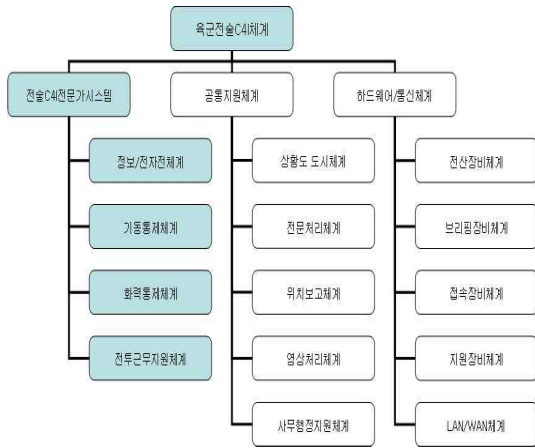 육군전술C4I체계
전술C4I전문가시스템
공통지원체계
하드웨어/통신체계
정보/전자전체계
기동통제체계
화력통제체계
전투근무지원체계
상황도 도시체계
전문처리체계
위치보고체계
영상처리체계
사무행정지원체계
전산장비체계
브리핑장비체계
접속장비체계
지원장비체계
LAN/WAN체계